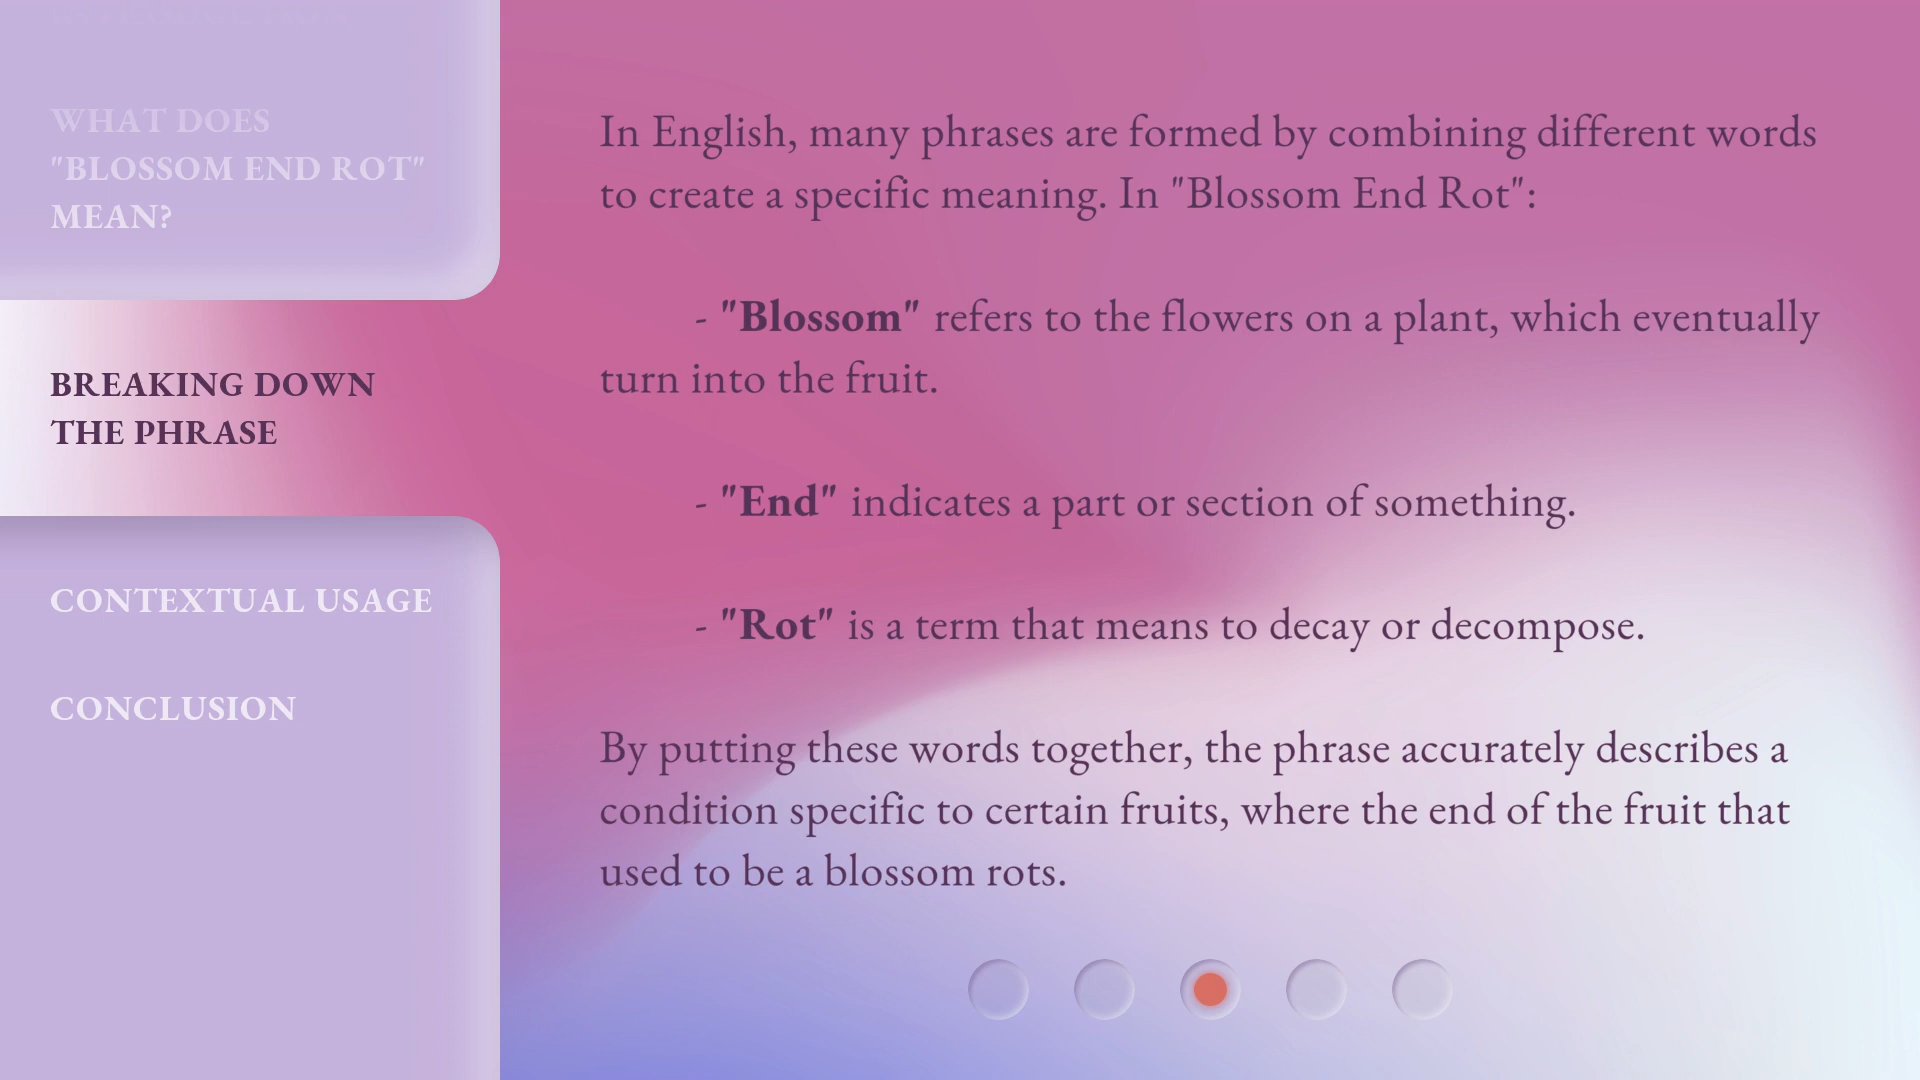 WHAT DOES
"BLOSSOM END ROT"
MEAN?
BREAKING DOWN
THE PHRASE
CONTEXTUAL USAGE
CONCLUSION
In English, many phrases are formed by combining different words
to create a specific meaning. In "Blossom End Rot":
- "Blossom" refers to the flowers on a plant, which eventually
turn into the fruit.
- "End" indicates a part or section of something.
- "Rot" is a term that means to decay or decompose.
By putting these words together, the phrase accurately describes a
condition specific to certain fruits, where the end of the fruit that
used to be a blossom rots.